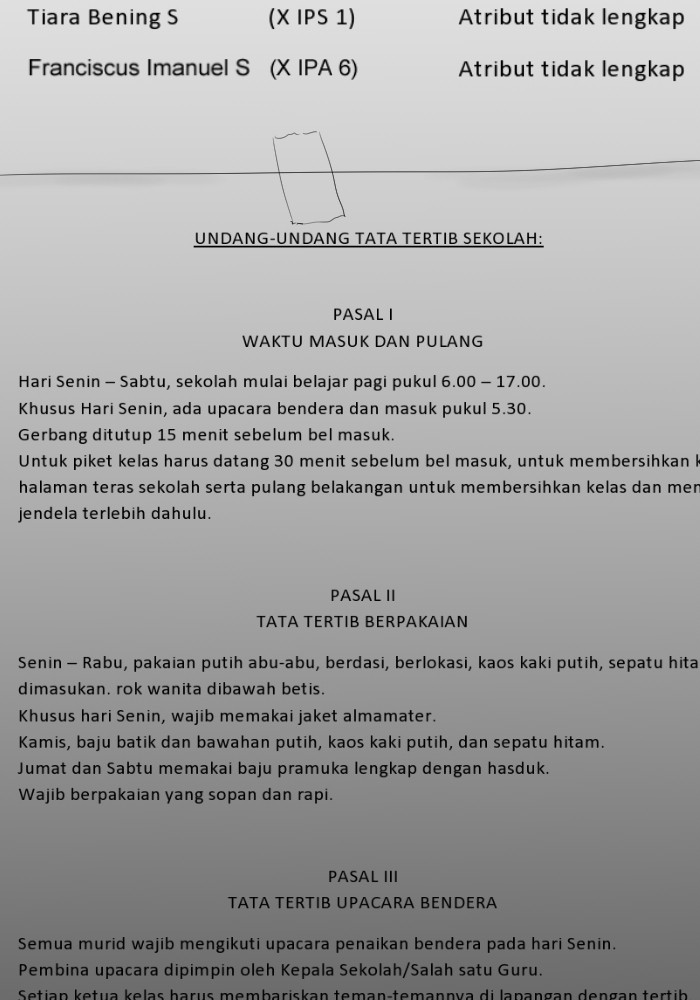 Tiara Bening S (X IPS 1) Atribut tidak lengkap
Franciscus Imanuel S (X IPA 6) Atribut tidak lengkap
UNDANG-UNDANG TATA TERTIB SEKOLAH:
PASAL I
WAKTU MASUK DAN PULANG
Hari Senin – Sabtu, sekolah mulai belajar pagi pukul 6.00 – 17.00.
Khusus Hari Senin, ada upacara bendera dan masuk pukul 5.30.
Gerbang ditutup 15 menit sebelum bel masuk.
Untuk piket kelas harus datang 30 menit sebelum bel masuk, untuk membersihkan
halaman teras sekolah serta pulang belakangan untuk membersihkan kelas dan
jendela terlebih dahulu.
PASAL II
TATA TERTIB BERPAKAIAN
Senin – Rabu, pakaian putih abu-abu, berdasi, berlokasi, kaos kaki putih, sepatu
dimasukan. rok wanita dibawah betis.
Khusus hari Senin, wajib memakai jaket almamater.
Kamis, baju batik dan bawahan putih, kaos kaki putih, dan sepatu hitam.
Jumat dan Sabtu memakai baju pramuka lengkap dengan hasduk.
Wajib berpakaian yang sopan dan rapi.
PASAL III
TATA TERTIB UPACARA BENDERA
Semua murid wajib mengikuti upacara penaikan bendera pada hari Senin.
Pembina upacara dipimpin oleh Kepala Sekolah/Salah satu Guru.
Setiap ketua kelas harus membariskan teman-temannya di lapangan dengan tertib